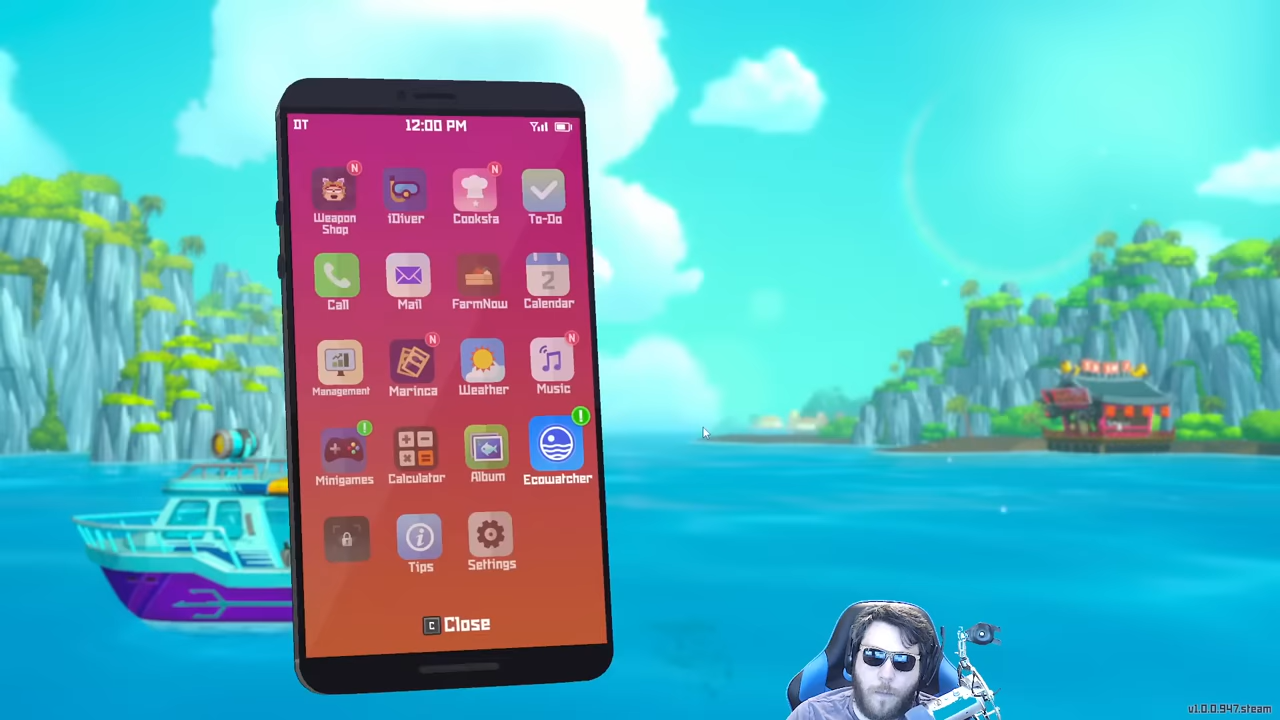 DT
12:00 PM
N
N
Weapon
Shop
iDiver
Cooksta
To-Do
2
Call
Mail
FarmNow
Calendar
N
N
Management
Marinca
Weather
Music
!
!
Minigames
Calculator
Album
Ecowatcher
i
Tips
Settings
C Close
v1.0.0.947.steam